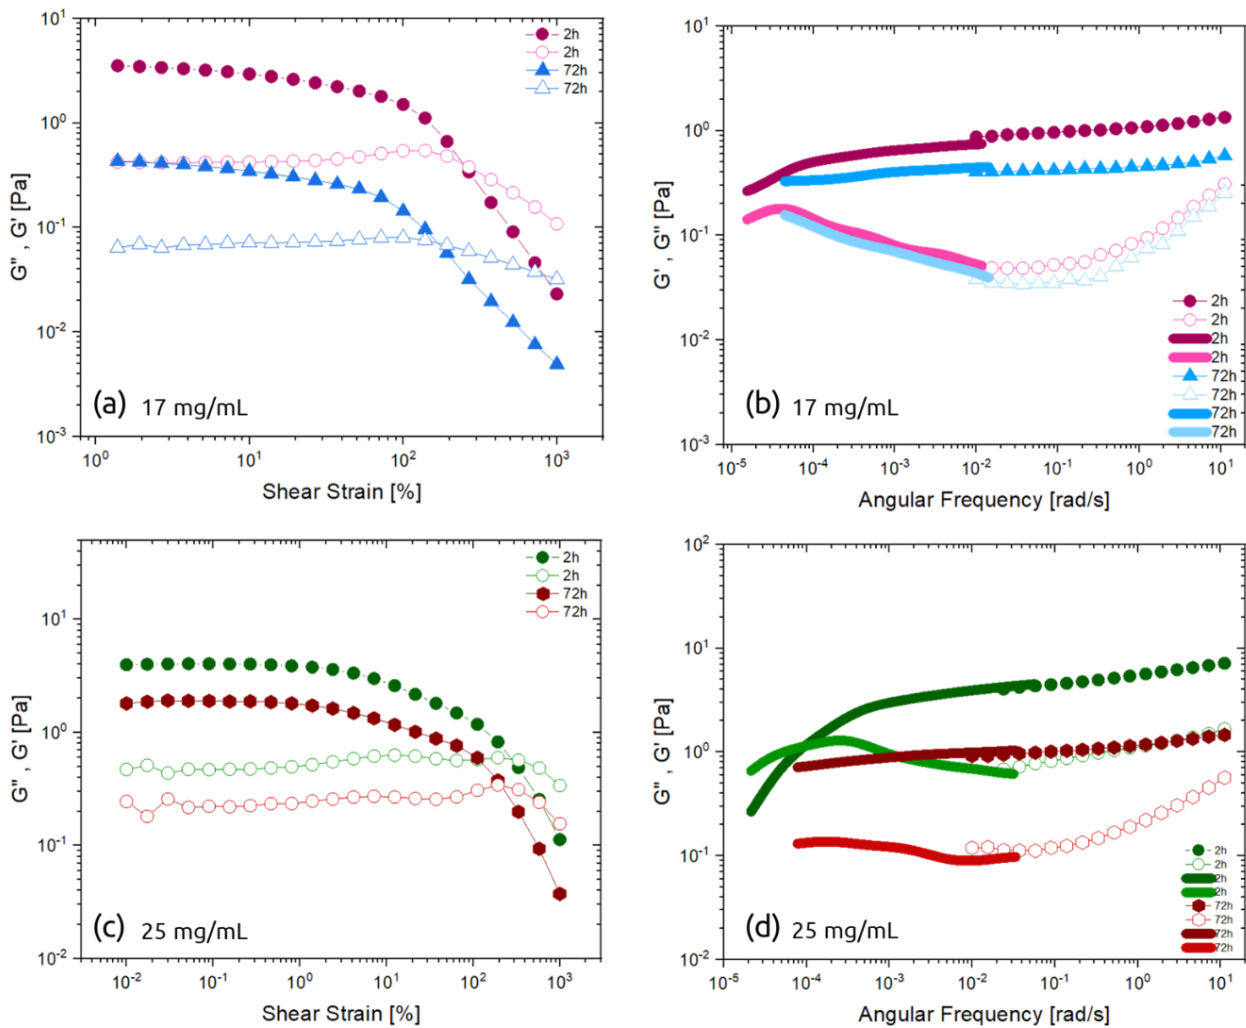 10¹
10⁰
10⁻¹
10⁻²
10⁻³
G'' , G' [Pa]
2h
2h
72h
72h
(a) 17 mg/mL
10⁰ 10¹ 10² 10³
Shear Strain [%]
10¹
10⁰
10⁻¹
10⁻²
10⁻³
G' , G'' [Pa]
2h
2h
2h
2h
72h
72h
72h
72h
(b) 17 mg/mL
10⁻⁵ 10⁻⁴ 10⁻³ 10⁻² 10⁻¹ 10⁰ 10¹
Angular Frequency [rad/s]
10¹
10⁰
10⁻¹
10⁻²
G'' , G' [Pa]
2h
2h
72h
72h
(c) 25 mg/mL
10⁻² 10⁻¹ 10⁰ 10¹ 10² 10³
Shear Strain [%]
10²
10¹
10⁰
10⁻¹
10⁻²
G'' , G' [Pa]
2h
2h
2h
2h
72h
72h
72h
72h
(d) 25 mg/mL
10⁻⁵ 10⁻⁴ 10⁻³ 10⁻² 10⁻¹ 10⁰ 10¹
Angular Frequency [rad/s]